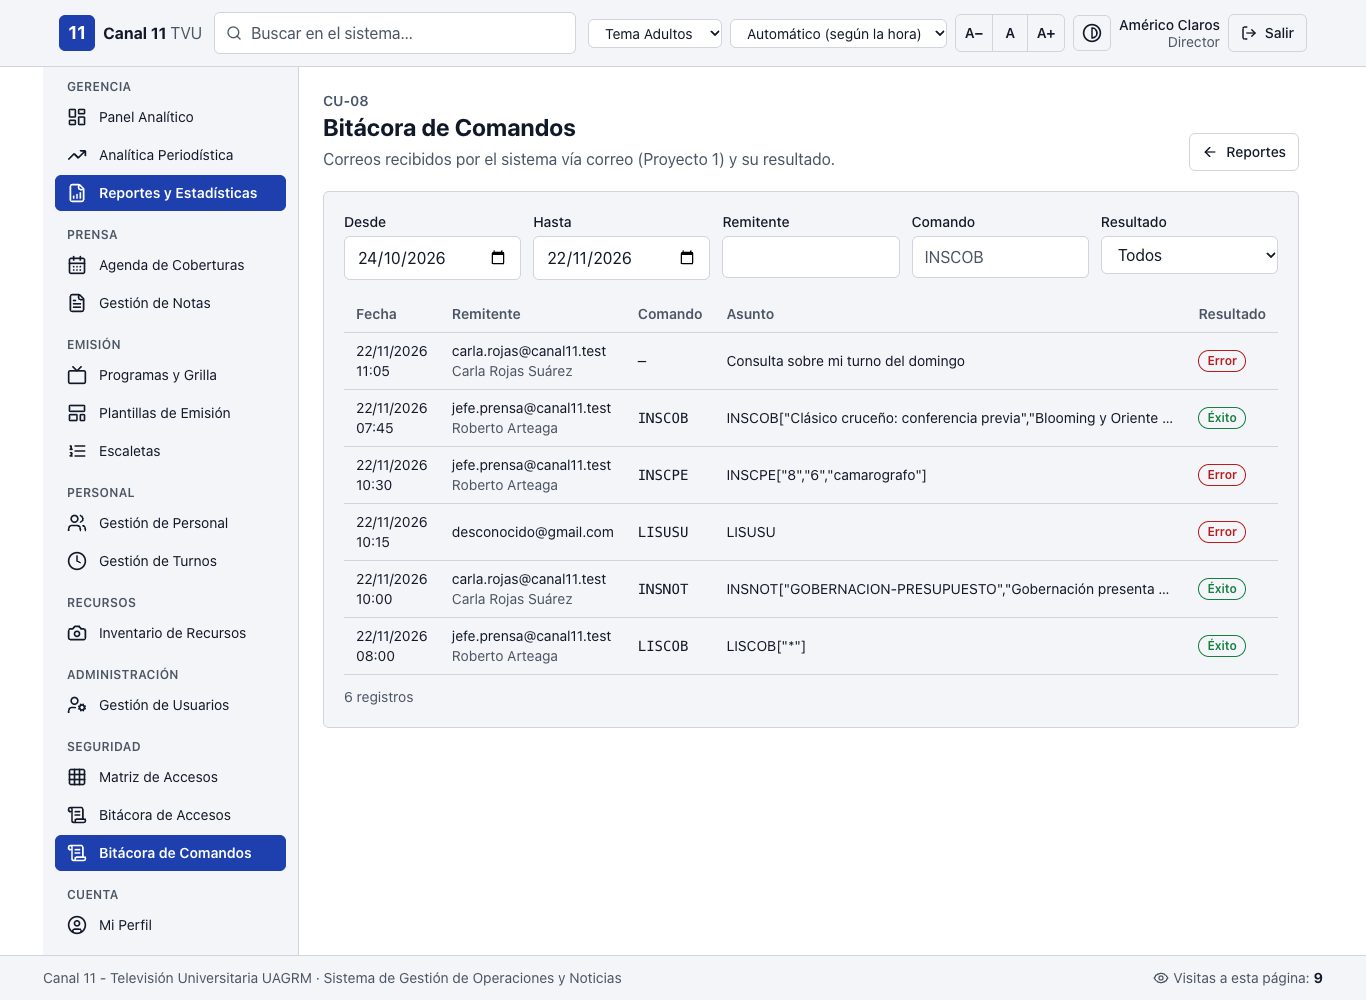 11 Canal 11 TVU
Buscar en el sistema...
Tema Adultos
Automático (según la hora)
A− A A+
Américo Claros
Director
Salir
GERENCIA
Panel Analítico
Analítica Periodística
Reportes y Estadísticas
PRENSA
Agenda de Coberturas
Gestión de Notas
EMISIÓN
Programas y Grilla
Plantillas de Emisión
Escaletas
PERSONAL
Gestión de Personal
Gestión de Turnos
RECURSOS
Inventario de Recursos
ADMINISTRACIÓN
Gestión de Usuarios
SEGURIDAD
Matriz de Accesos
Bitácora de Accesos
Bitácora de Comandos
CUENTA
Mi Perfil
CU-08
Bitácora de Comandos
Correos recibidos por el sistema vía correo (Proyecto 1) y su resultado.
Reportes
Desde Hasta Remitente Comando Resultado
24/10/2026 22/11/2026 INSCOB Todos
Fecha Remitente Comando Asunto Resultado
22/11/2026 11:05 carla.rojas@canal11.test Carla Rojas Suárez — Consulta sobre mi turno del domingo Error
22/11/2026 07:45 jefe.prensa@canal11.test Roberto Arteaga INSCOB INSCOB["Clásico cruceño: conferencia previa","Blooming y Oriente ... Éxito
22/11/2026 10:30 jefe.prensa@canal11.test Roberto Arteaga INSCPE INSCPE["8","6","camarografo"] Error
22/11/2026 10:15 desconocido@gmail.com LISUSU LISUSU Error
22/11/2026 10:00 carla.rojas@canal11.test Carla Rojas Suárez INSNOT INSNOT["GOBERNACION-PRESUPUESTO","Gobernación presenta ... Éxito
22/11/2026 08:00 jefe.prensa@canal11.test Roberto Arteaga LISCOB LISCOB["*"] Éxito
6 registros
Canal 11 - Televisión Universitaria UAGRM · Sistema de Gestión de Operaciones y Noticias
Visitas a esta página: 9